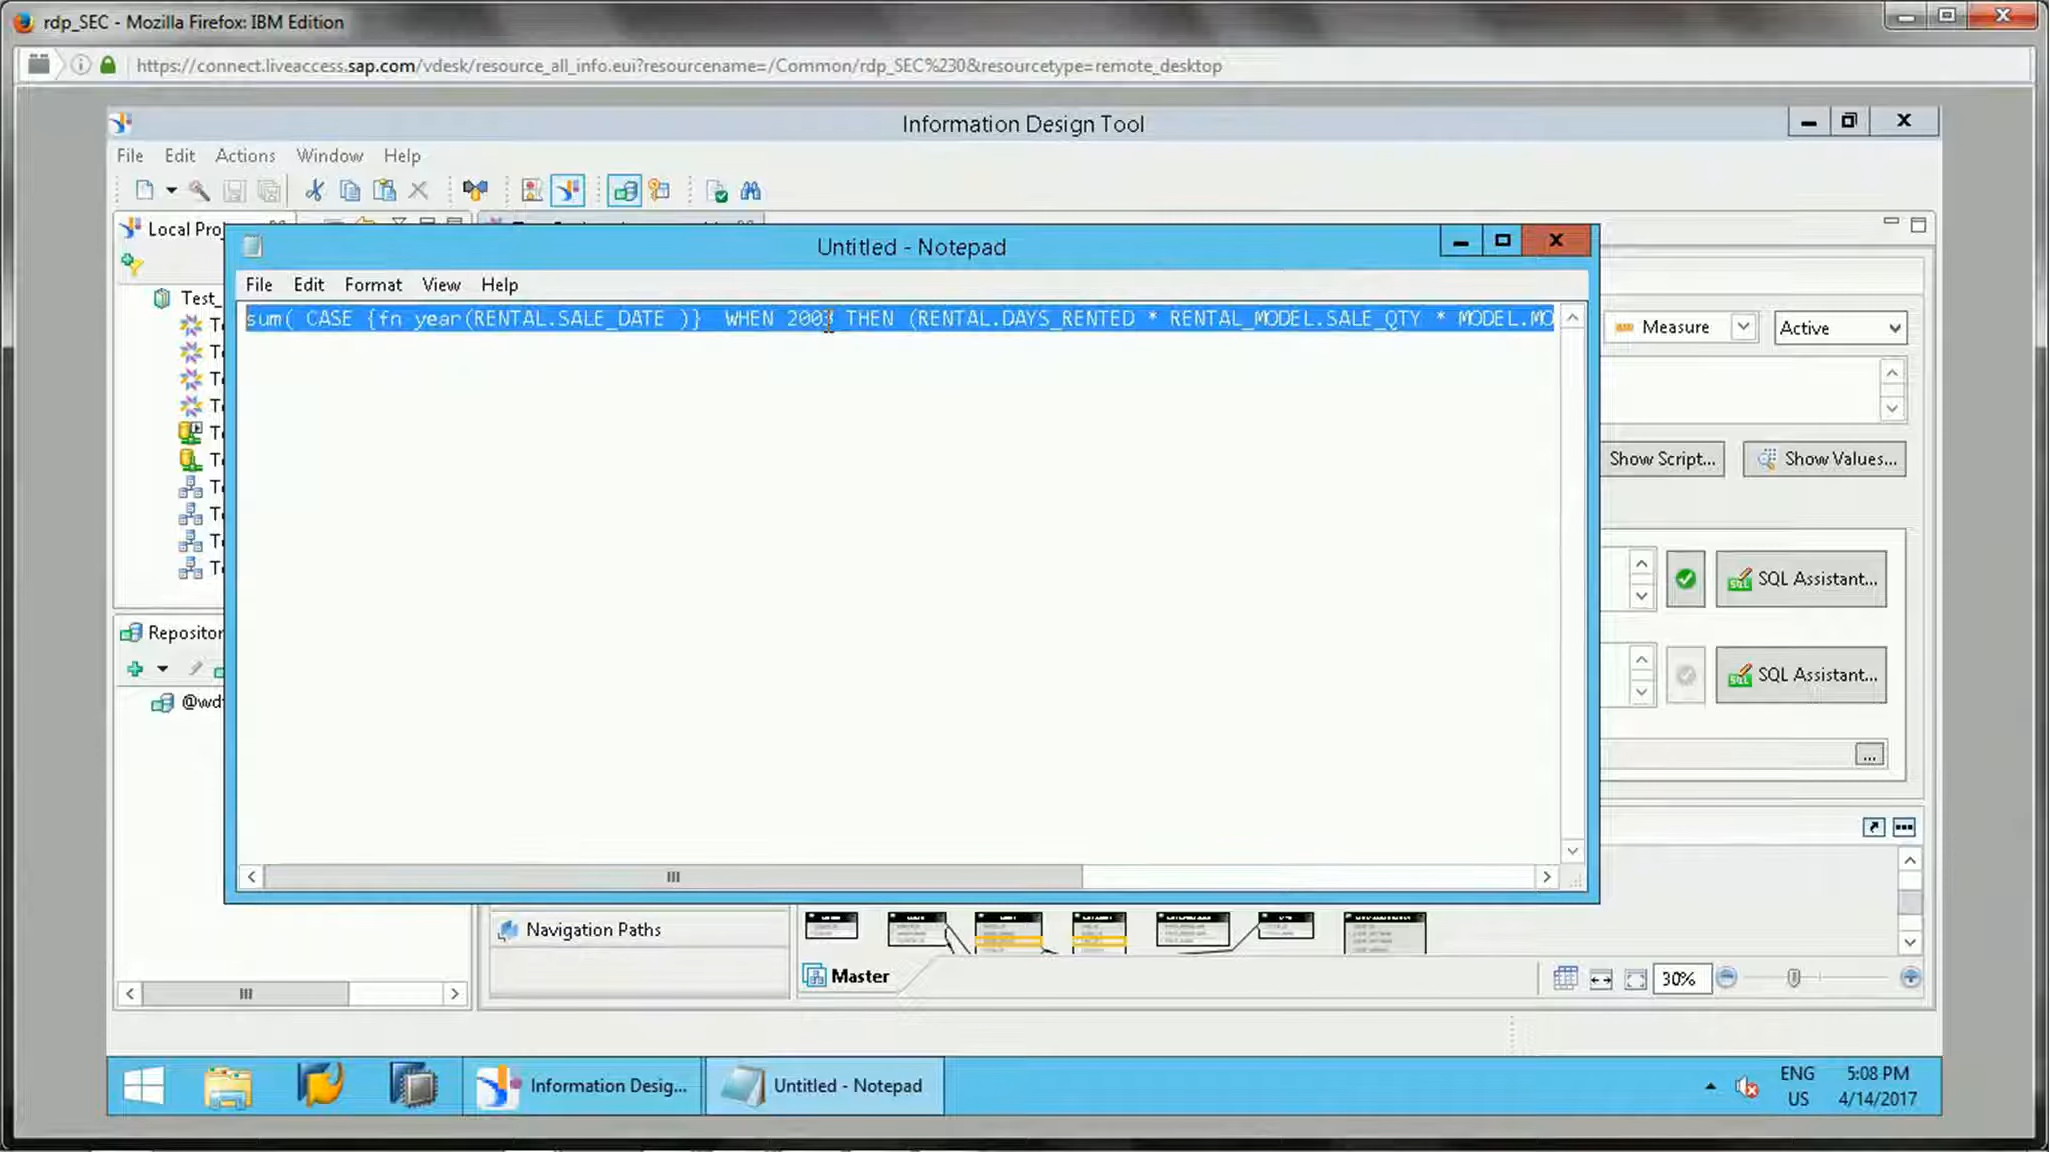 rdp_SEC - Mozilla Firefox: IBM Edition
https://connect.liveaccess.sap.com/vdesk/resource_all_info.eui?resourcename=/Common/rdp_SEC%230&resourcetype=remote_desktop
Information Design Tool
File Edit Actions Window Help
Local Proj
Untitled - Notepad
File Edit Format View Help
Test_
sum( CASE {fn year(RENTAL.SALE_DATE )} WHEN 2003 THEN (RENTAL.DAYS_RENTED * RENTAL_MODEL.SALE_QTY * MODEL.MO
Measure Active
Show Script... Show Values...
SQL Assistant...
Repositor
SQL Assistant...
@wdf
...
Navigation Paths
Master
30%
Information Desig... Untitled - Notepad
ENG 5:08 PM
US 4/14/2017